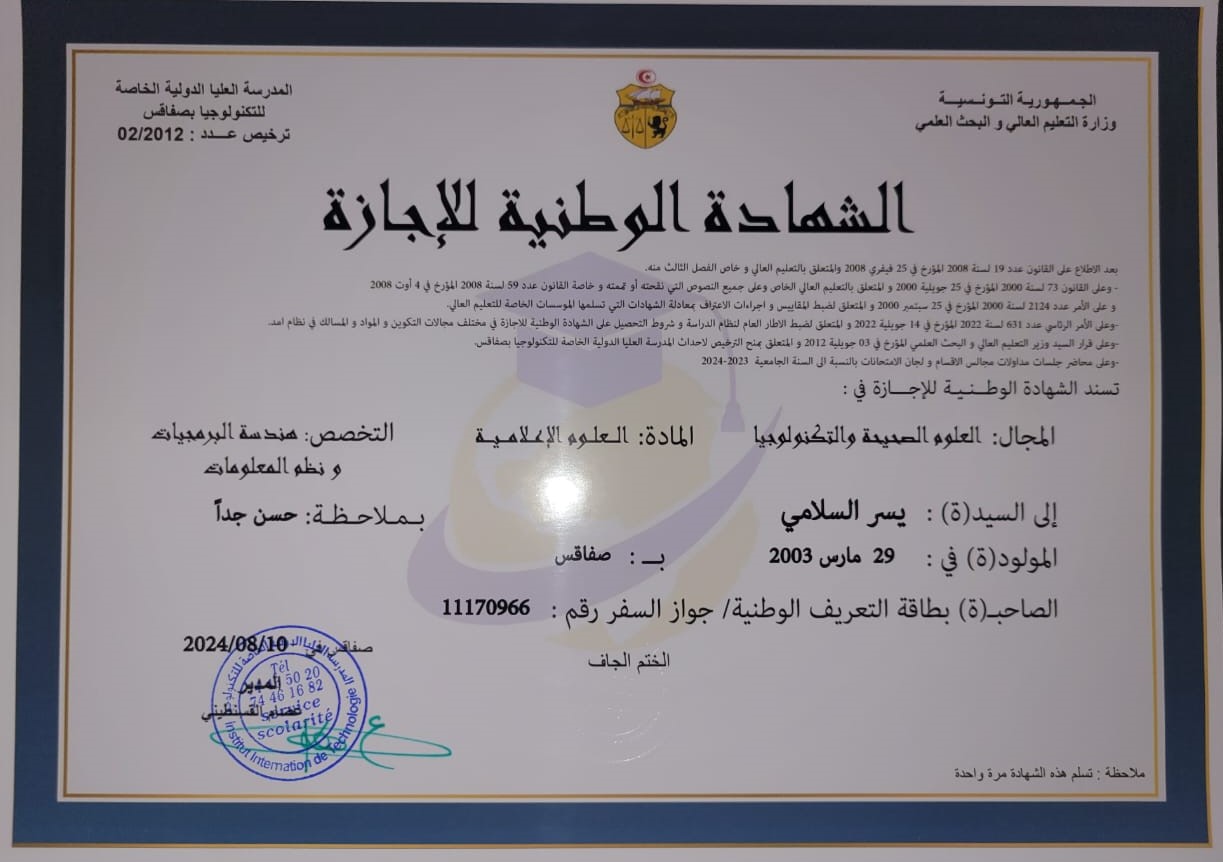 الجمهورية التونسية
وزارة التعليم العالي و البحث العلمي
المدرسة العليا الدولية الخاصة
للتكنولوجيا بصفاقس
ترخيص عدد : 02/2012
الشهادة الوطنية للإجازة
بعد الاطلاع على القانون عدد 19 لسنة 2008 المؤرخ في 25 فيفري 2008 والمتعلق بالتعليم العالي و خاص الفصل الثالث منه.
- وعلى القانون 73 لسنة 2000 المؤرخ في 25 جويلية 2000 و المتعلق بالتعليم العالي الخاص وعلى جميع النصوص التي نقحته أو تممته و خاصة القانون عدد 59 لسنة 2008 المؤرخ في 4 أوت 2008
و على الأمر عدد 2124 لسنة 2000 المؤرخ في 25 سبتمبر 2000 و المتعلق لضبط المقاييس و اجراءات الاعتراف بمعادلة الشهادات التي تسلمها الموسسات الخاصة للتعليم العالي.
-وعلى الأمر الرئاسي عدد 631 لسنة 2022 المؤرخ في 14 جويلية 2022 و المتعلق لضبط الاطار العام لنظام الدراسة و شروط التحصيل على الشهادة الوطنية للاجازة في مختلف مجالات التكوين و المواد و المسالك في نظام امد.
-وعلى قرار السيد وزير التعليم العالي و البحث العلمي المؤرخ في 03 جويلية 2012 و المتعلق بمنح الترخيص لاحداث المدرسة العليا الدولية الخاصة للتكنولوجيا بصفاقس.
-وعلى محاضر جلسات مداولات مجالس الاقسام و لجان الامتحانات بالنسبة الى السنة الجامعية 2023-2024
تسند الشهادة الوطنية للإجازة في :
المجال: العلوم الصحيحة والتكنولوجيا المادة: العلوم الإعلامية التخصص: هندسة البرمجيات
و نظم المعلومات
إلى السيد(ة) : يسر السلامي بملاحظة: حسن جداً
المولود(ة) في : 29 مارس 2003 بـ : صفاقس
الصاحب(ة) بطاقة التعريف الوطنية/ جواز السفر رقم : 11170966
صفاقس في 2024/08/10
الختم الجاف
المدير
القسنطيني
Tél
50 20
74 46 16 82
service
scolarité
Institut Internation de Technologie
ملاحظة : تسلم هذه الشهادة مرة واحدة